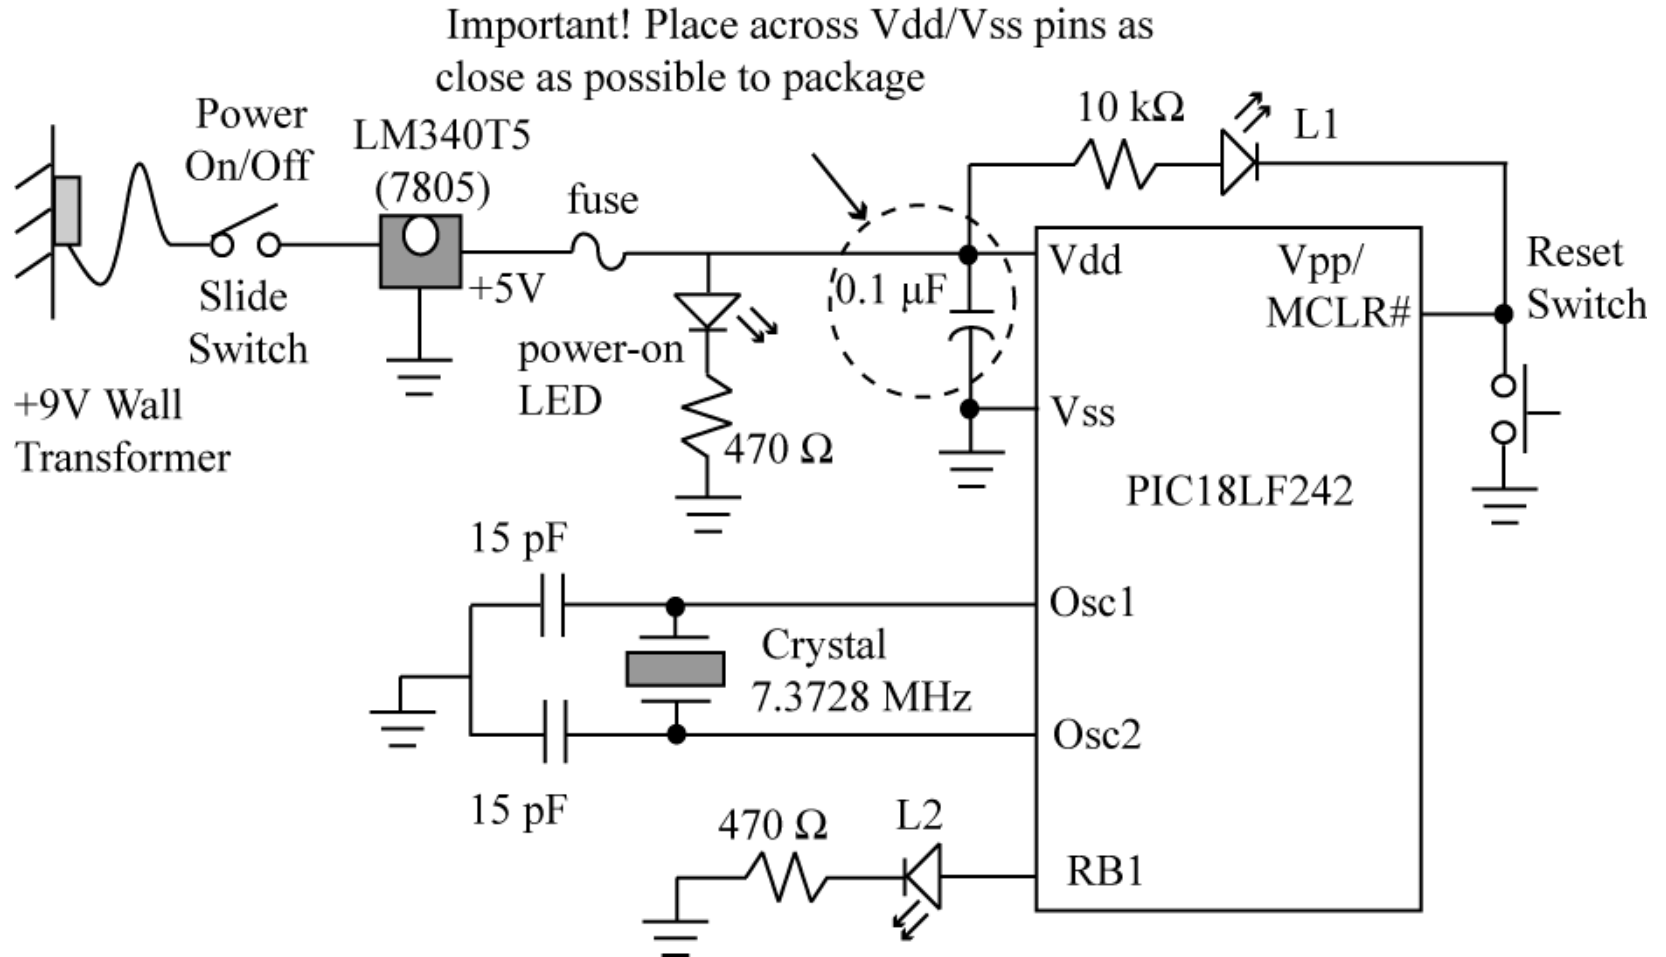 Important! Place across Vdd/Vss pins as
close as possible to package
Power
On/Off
LM340T5
(7805)
fuse
10 kΩ
L1
+5V
Slide
Switch
+9V Wall
Transformer
power-on
LED
470 Ω
0.1 µF
Vdd
Vpp/
MCLR#
Reset
Switch
Vss
PIC18LF242
15 pF
Osc1
Crystal
7.3728 MHz
Osc2
15 pF
470 Ω
L2
RB1